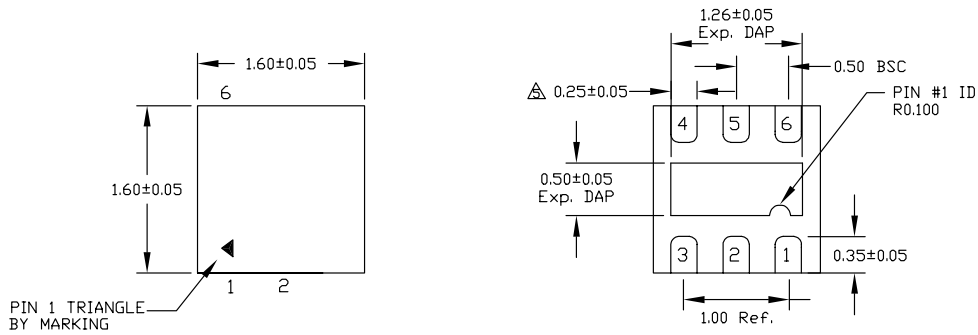 1.60±0.05
6
1.60±0.05
1
2
PIN 1 TRIANGLE
BY MARKING
1.26±0.05
Exp. DAP
0.50 BSC
5 0.25±0.05
PIN #1 ID
R0.100
4 5 6
0.50±0.05
Exp. DAP
3 2 1
0.35±0.05
1.00 Ref.